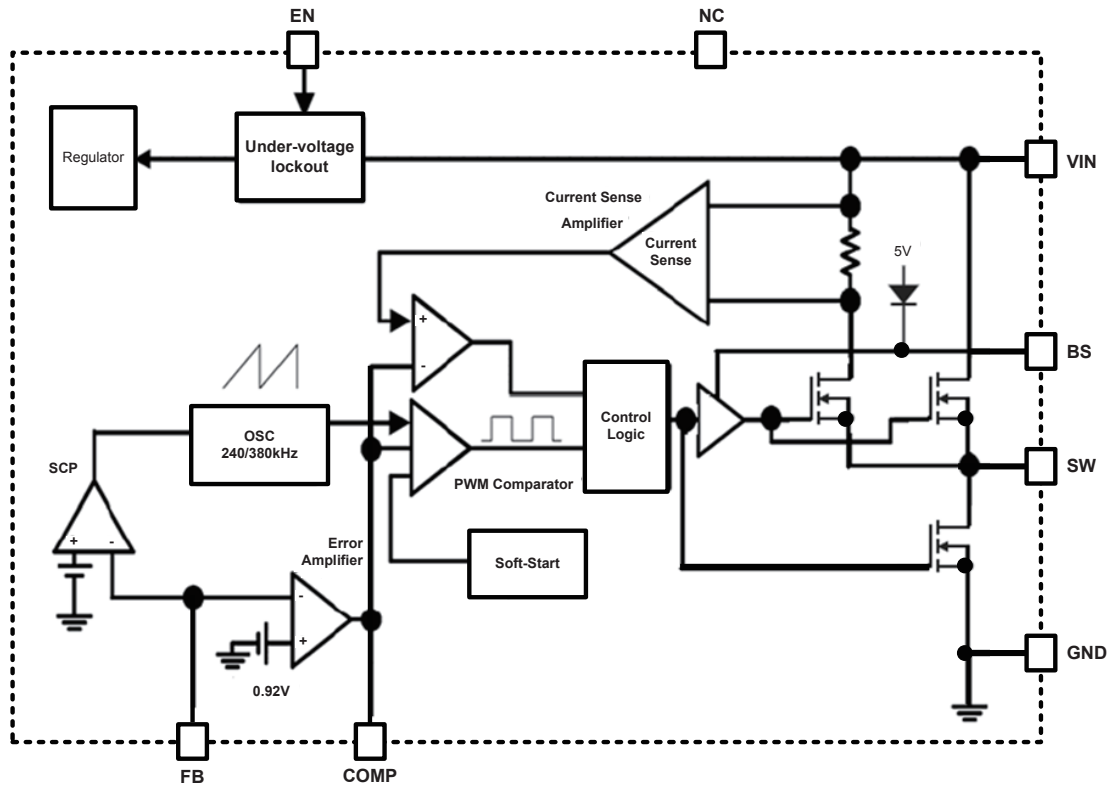 EN
NC
Regulator
Under-voltage
lockout
VIN
Current Sense
Amplifier
Current
Sense
5V
+
-
BS
OSC
240/380kHz
Control
Logic
SCP
PWM Comparator
SW
+ -
Error
Amplifier
Soft-Start
-
+
0.92V
GND
FB
COMP